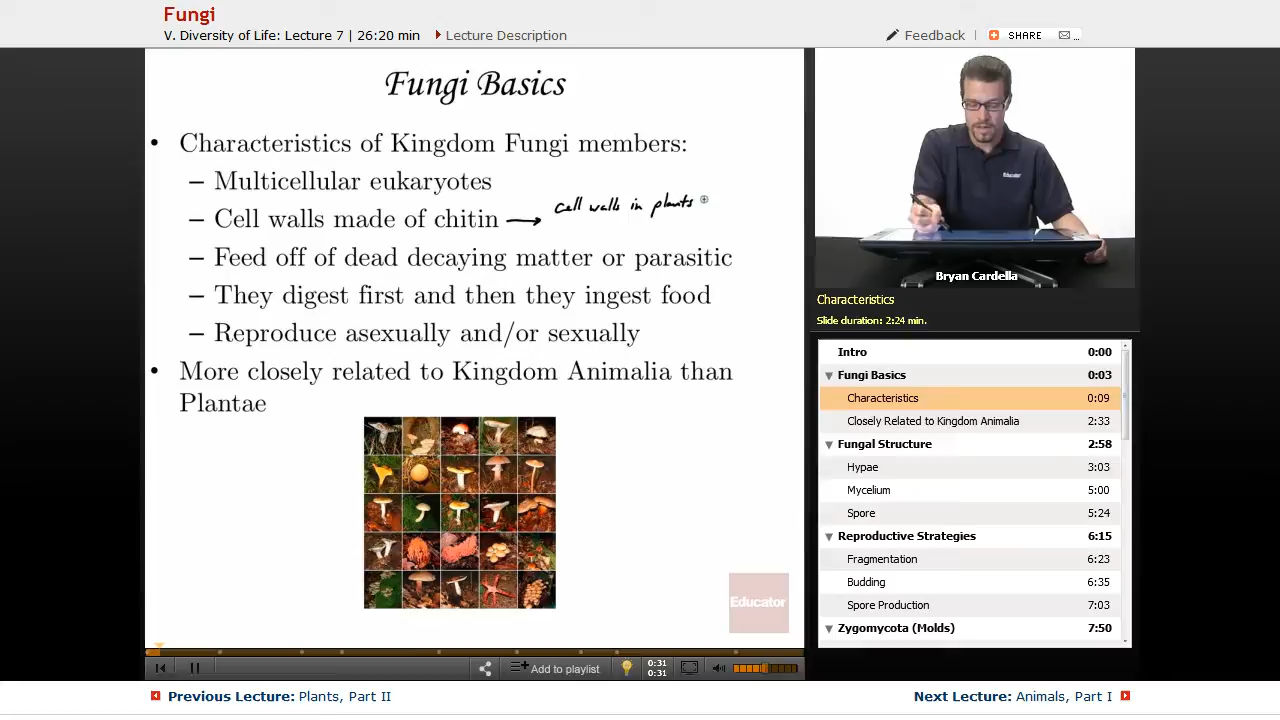 Fungi
V. Diversity of Life: Lecture 7 | 26:20 min
Lecture Description
Feedback
SHARE
Fungi Basics
• Characteristics of Kingdom Fungi members:
– Multicellular eukaryotes
– Cell walls made of chitin → cell walls in plants
– Feed off of dead decaying matter or parasitic
– They digest first and then they ingest food
– Reproduce asexually and/or sexually
• More closely related to Kingdom Animalia than
Plantae
Educator
Bryan Cardella
Characteristics
Slide duration: 2:24 min.
Intro 0:00
Fungi Basics 0:03
Characteristics 0:09
Closely Related to Kingdom Animalia 2:33
Fungal Structure 2:58
Hypae 3:03
Mycelium 5:00
Spore 5:24
Reproductive Strategies 6:15
Fragmentation 6:23
Budding 6:35
Spore Production 7:03
Zygomycota (Molds) 7:50
Add to playlist
0:31
0:31
Previous Lecture: Plants, Part II
Next Lecture: Animals, Part I